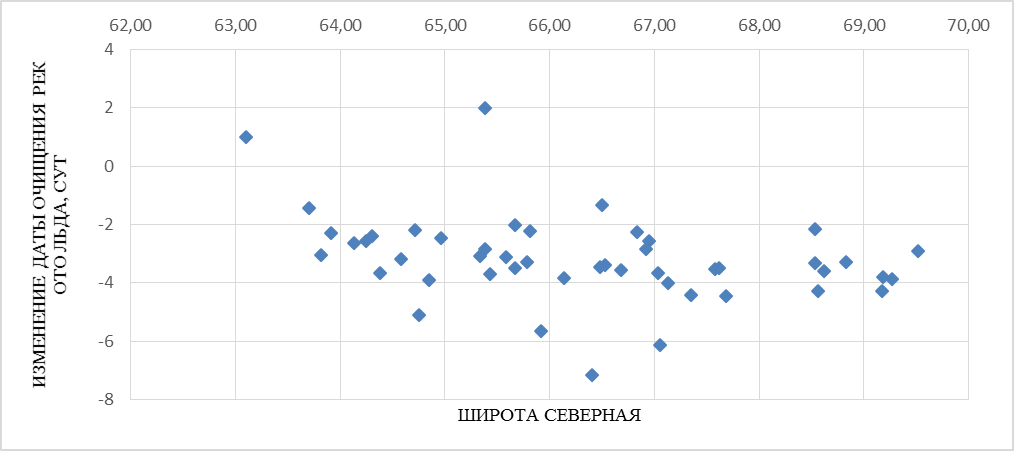 62,00 63,00 64,00 65,00 66,00 67,00 68,00 69,00 70,00
4
2
0
-2
-4
-6
-8
ИЗМЕНЕНИЕ ДАТЫ ОЧИЩЕНИЯ РЕК
ОТО ЛЬДА, СУТ
ШИРОТА СЕВЕРНАЯ